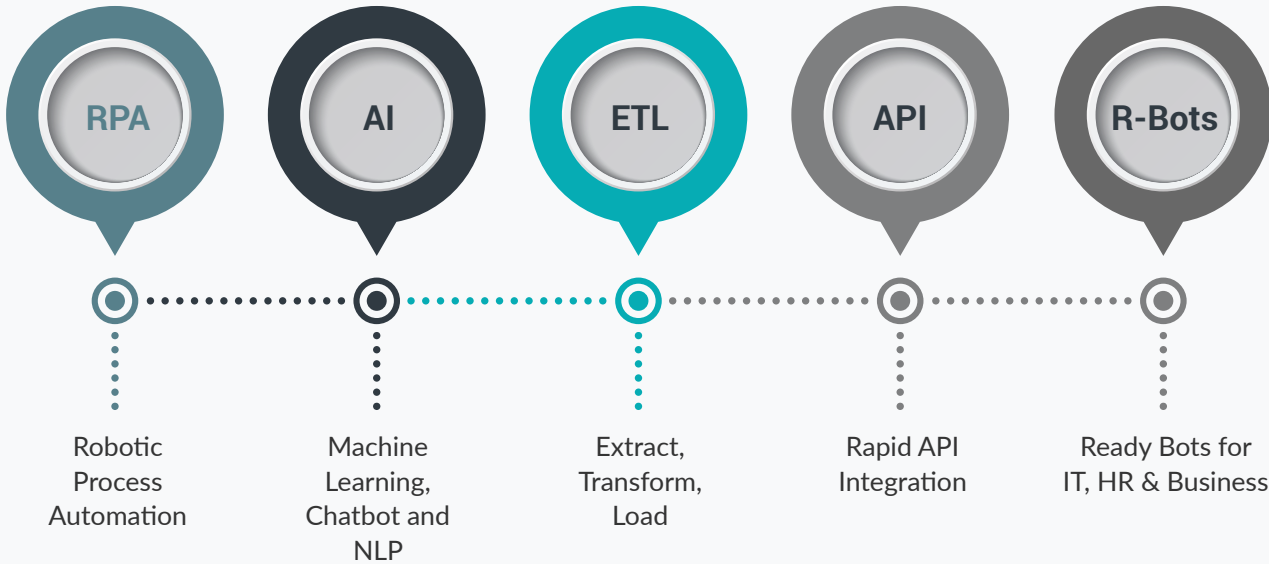 RPA
AI
ETL
API
R-Bots
Robotic
Process
Automation
Machine
Learning,
Chatbot and
NLP
Extract,
Transform,
Load
Rapid API
Integration
Ready Bots for
IT, HR & Business